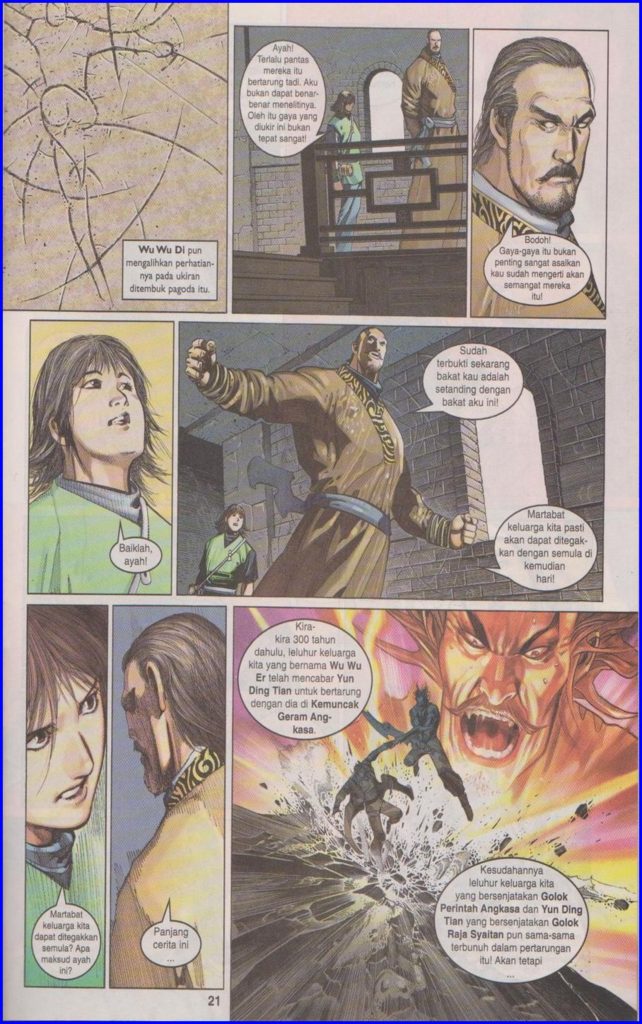 Wu Wu Di pun
mengalihkan perhatian-
nya pada ukiran
ditembuk pagoda itu.
Ayah!
Terlalu pantas
mereka itu
bertarung tadi. Aku
bukan dapat benar-
benar menelitinya.
Oleh itu gaya yang
diukir ini bukan
tepat sangat!
Bodoh!
Gaya-gaya itu bukan
penting sangat asalkan
kau sudah mengerti akan
semangat mereka
itu!
Baiklah,
ayah!
Sudah
terbukti sekarang
bakat kau adalah
setanding dengan
bakat aku ini!
Martabat
keluarga kita pasti
akan dapat ditegak-
kan dengan semula di
kemudian
hari!
Martabat
keluarga kita
dapat ditegakkan
semula? Apa
maksud ayah
ini?
Panjang
cerita ini
...
Kira-
kira 300 tahun
dahulu, leluhur keluarga
kita yang bernama Wu Wu
Er telah mencabar Yun
Ding Tian untuk bertarung
dengan dia di Kemuncak
Geram Ang-
kasa.
Kesudahannya
leluhur keluarga kita
yang bersenjatakan Golok
Perintah Angkasa dan Yun Ding
Tian yang bersenjatakan Golok
Raja Syaitan pun sama-sama
terbunuh dalam pertarungan
itu! Akan tetapi
...
21